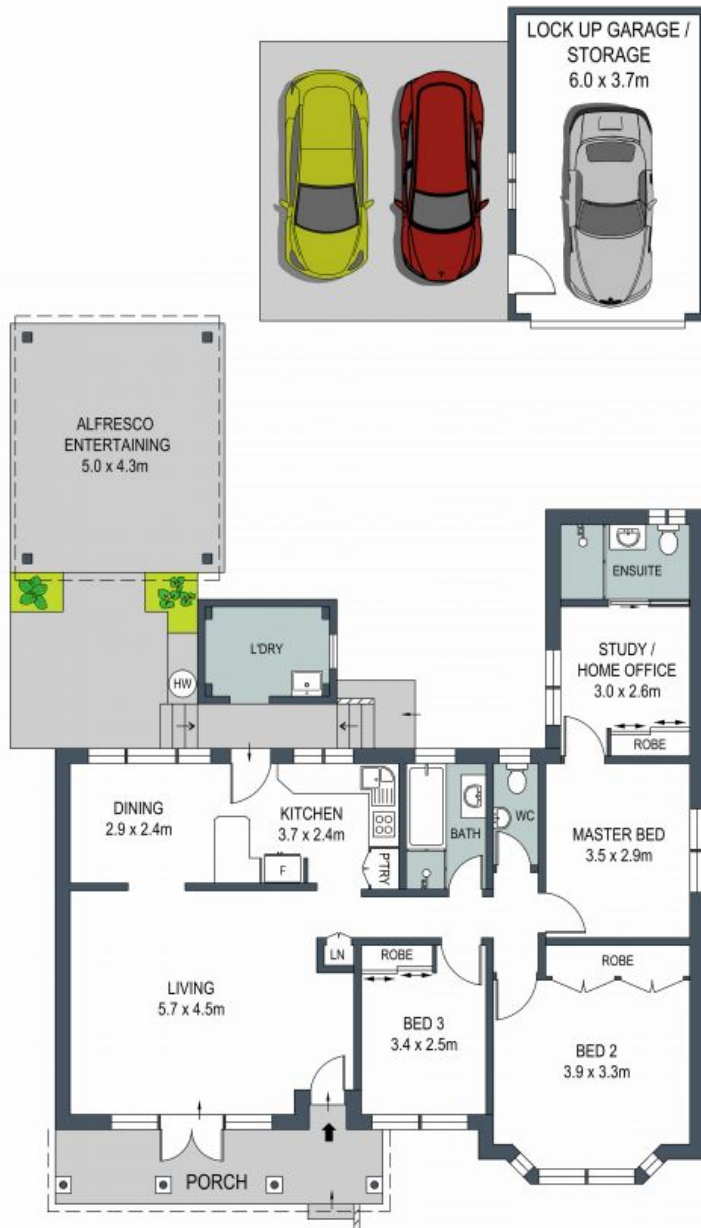 LOCK UP GARAGE /
STORAGE
6.0 x 3.7m
ALFRESCO
ENTERTAINING
5.0 x 4.3m
ENSUITE
STUDY /
HOME OFFICE
3.0 x 2.6m
ROBE
L'DRY
HW
DINING
2.9 x 2.4m
KITCHEN
3.7 x 2.4m
F
PTRY
BATH
WC
MASTER BED
3.5 x 2.9m
LIVING
5.7 x 4.5m
LN
ROBE
BED 3
3.4 x 2.5m
ROBE
BED 2
3.9 x 3.3m
PORCH